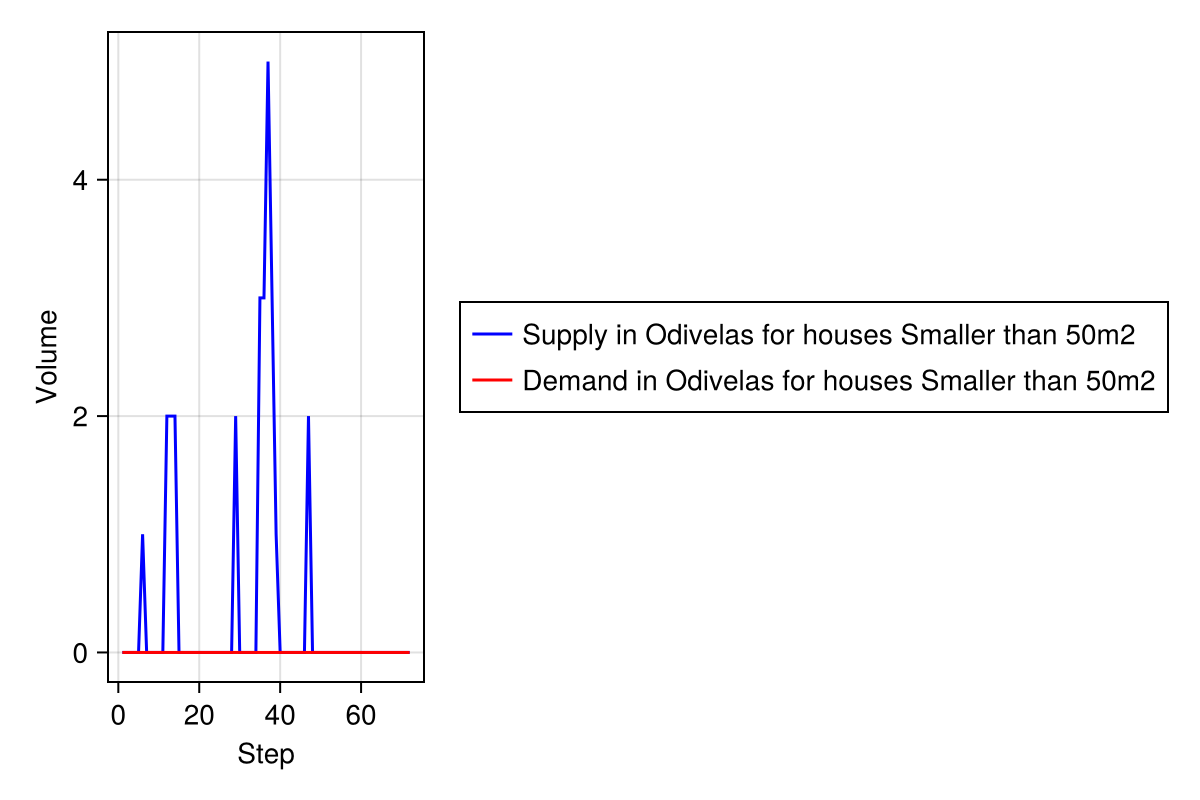 4
2
0
Volume
0 20 40 60
Step
Supply in Odivelas for houses Smaller than 50m2
Demand in Odivelas for houses Smaller than 50m2